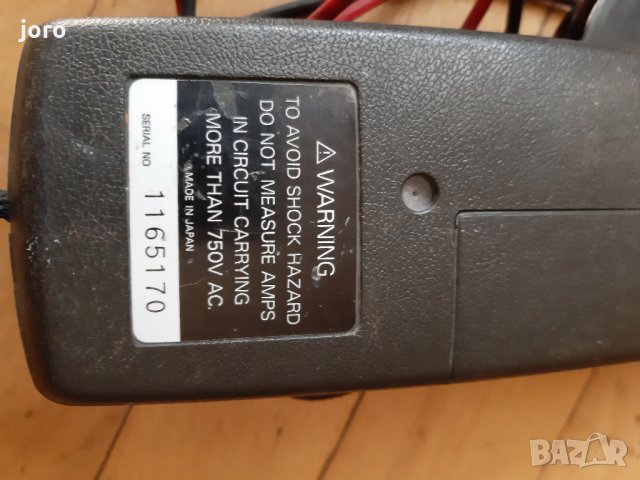 joro
⚠ WARNING
TO AVOID SHOCK HAZARD
DO NOT MEASURE AMPS
IN CIRCUIT CARRYING
MORE THAN 750V AC.
MADE IN JAPAN
SERIAL NO
1165170
BAZAR